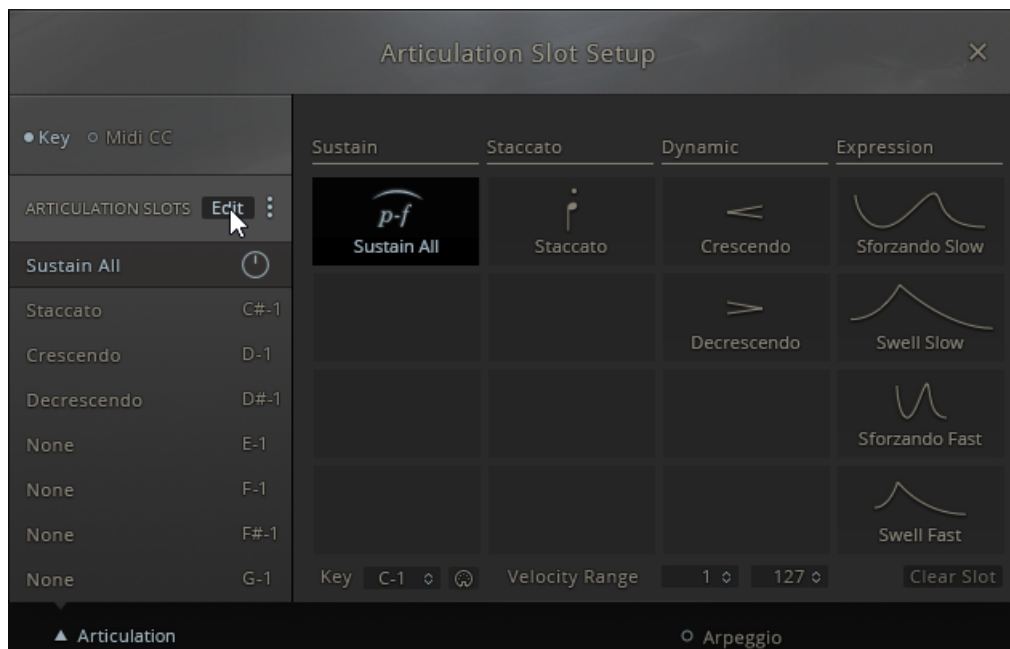 Articulation Slot Setup
Key Midi CC
ARTICULATION SLOTS Edit
Sustain All
Staccato C#-1
Crescendo D-1
Decrescendo D#-1
None E-1
None F-1
None F#-1
None G-1
Sustain Staccato Dynamic Expression
p-f
Sustain All Staccato Crescendo Sforzando Slow
Decrescendo Swell Slow
Sforzando Fast
Swell Fast
Key C-1 Velocity Range 1 127 Clear Slot
Articulation Arpeggio